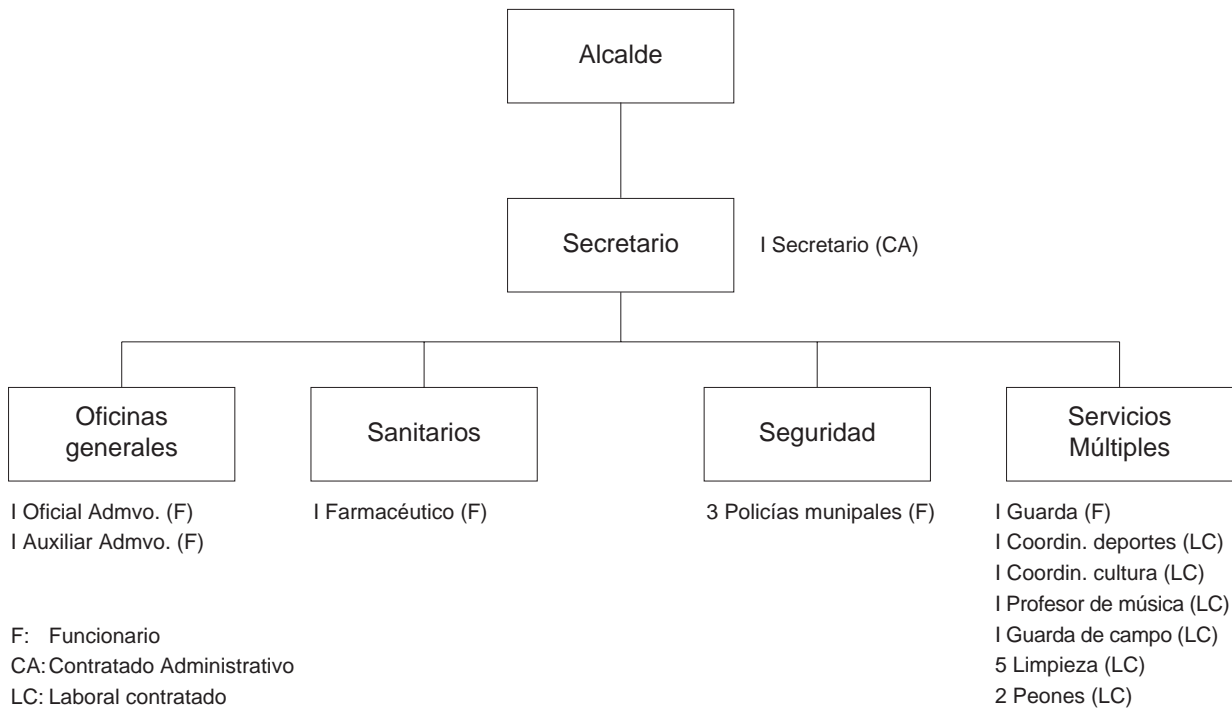 Alcalde
Secretario
I Secretario (CA)
Oficinas
generales
I Oficial Admvo. (F)
I Auxiliar Admvo. (F)
Sanitarios
I Farmacéutico (F)
Seguridad
3 Policías munipales (F)
Servicios
Múltiples
I Guarda (F)
I Coordin. deportes (LC)
I Coordin. cultura (LC)
I Profesor de música (LC)
I Guarda de campo (LC)
5 Limpieza (LC)
2 Peones (LC)
F: Funcionario
CA: Contratado Administrativo
LC: Laboral contratado